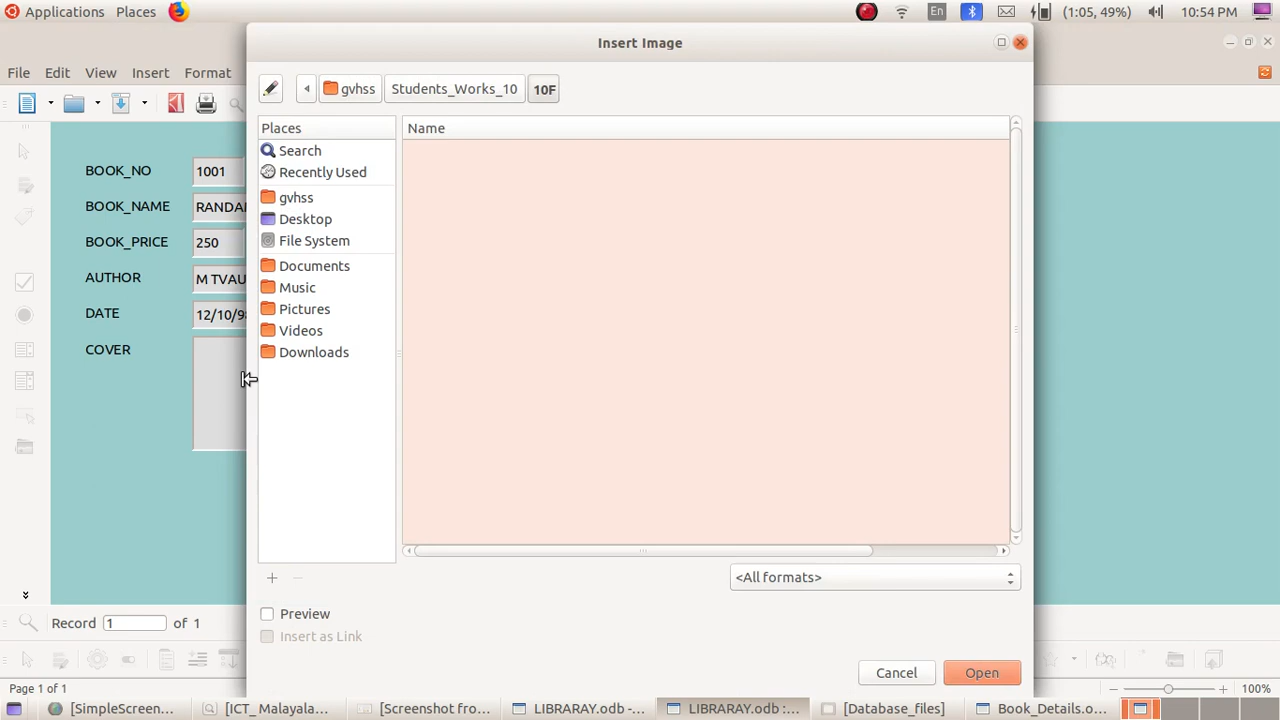 Applications Places En (1:05, 49%) 10:54 PM
Insert Image
File Edit View Insert Format
gvhss Students_Works_10 10F
Places
Name
Search
Recently Used
gvhss
Desktop
File System
Documents
Music
Pictures
Videos
Downloads
BOOK_NO 1001
BOOK_NAME
BOOK_PRICE 250
AUTHOR
DATE
COVER
<All formats>
Preview
Insert as Link
Cancel Open
Record 1 of 1
Page 1 of 1 100%
[SimpleScreen... [ICT_Malayala... [Screenshot fro... LIBRARAY.odb -... LIBRARAY.odb :... [Database_files] Book_Details.o...